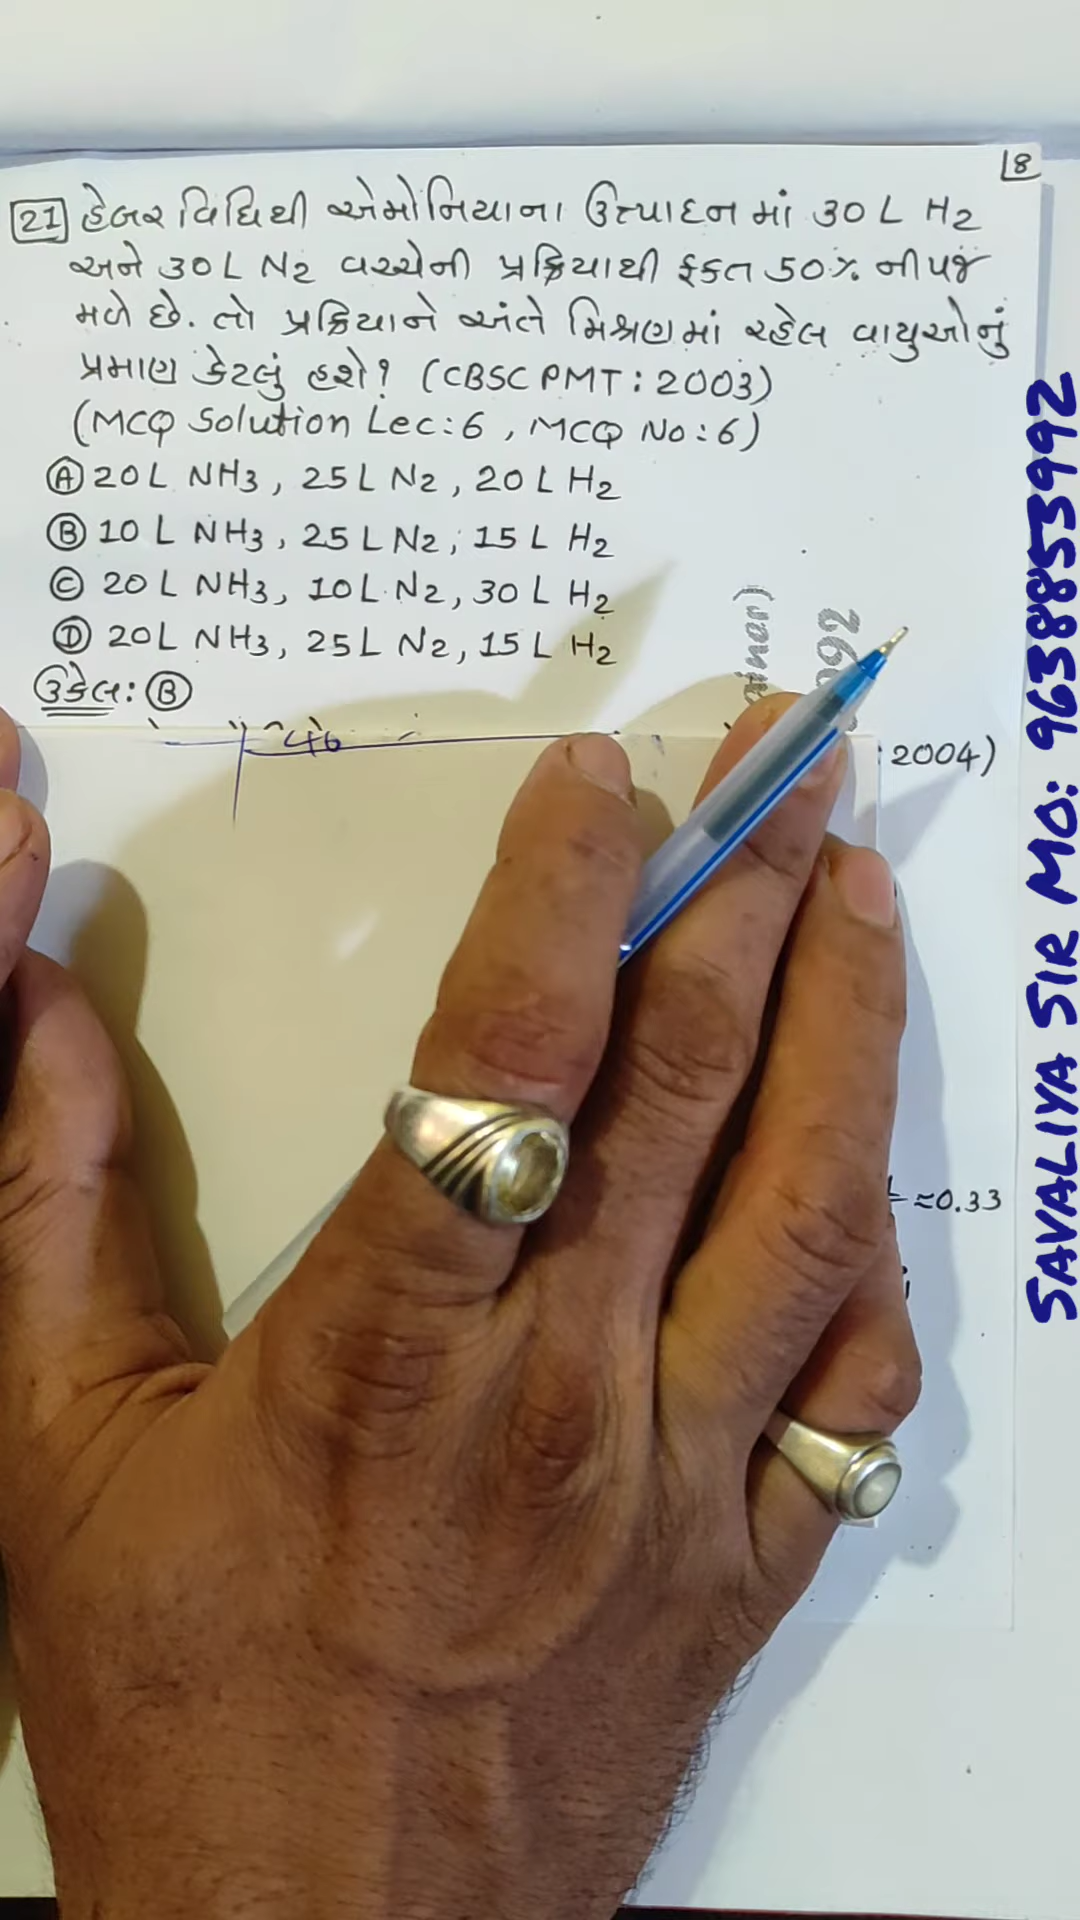 18
21 હેબર વિધિથી એમોનિયાના ઉત્પાદનમાં 30 L H2
અને 30 L N2 વચ્ચેની પ્રક્રિયાથી ફકત 50% નીપજ
મળે છે. તો પ્રક્રિયાને અંતે મિશ્રણમાં રહેલ વાયુઓનું
પ્રમાણ કેટલું હશે? (CBSC PMT : 2003)
(MCQ Solution Lec : 6 , MCQ No : 6)
A 20 L NH3, 25 L N2, 20 L H2
B 10 L NH3, 25 L N2, 15 L H2
C 20 L NH3, 10 L N2, 30 L H2
D 20 L NH3, 25 L N2, 15 L H2
ઉકેલ: B
: 2004)
≈0.33
SAVALIYA SIR MO: 9638853992